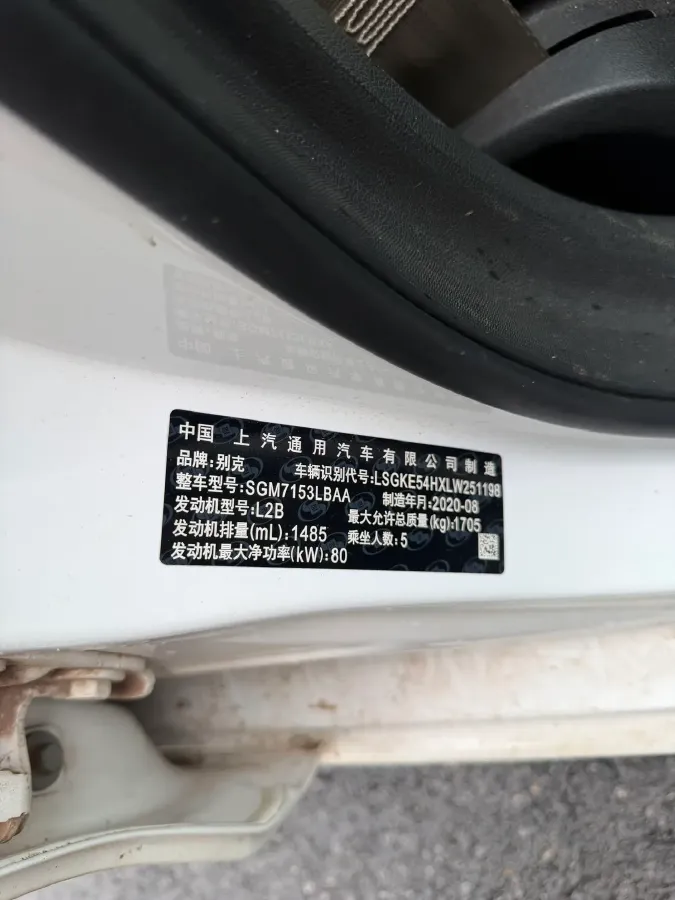 中国 上汽通用汽车有限公司制造
品牌:别克 车辆识别代号:LSGKE54HXLW251198
整车型号:SGM7153LBAA 制造年月:2020-08
发动机型号:L2B 最大允许总质量(kg):1705
发动机排量(mL):1485 乘坐人数:5
发动机最大净功率(kW):80